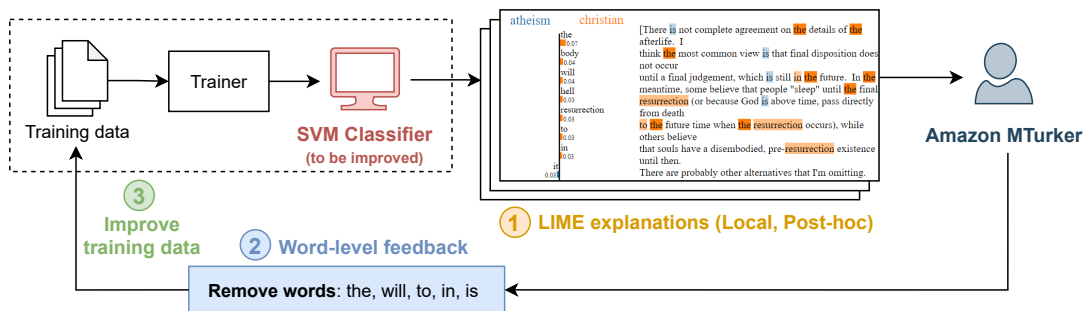 Training data
Trainer
SVM Classifier
(to be improved)
atheism
christian
the
0.07
body
0.04
will
0.04
hell
0.03
resurrection
0.03
to
0.03
in
0.03
it
0.03
[There is not complete agreement on the details of the
afterlife. I
think the most common view is that final disposition does
not occur
until a final judgement, which is still in the future. In the
meantime, some believe that people "sleep" until the final
resurrection (or because God is above time, pass directly
from death
to the future time when the resurrection occurs), while
others believe
that souls have a disembodied, pre-resurrection existence
until then.
There are probably other alternatives that I'm omitting.
Amazon MTurker
1 LIME explanations (Local, Post-hoc)
3
Improve
training data
2 Word-level feedback
Remove words: the, will, to, in, is